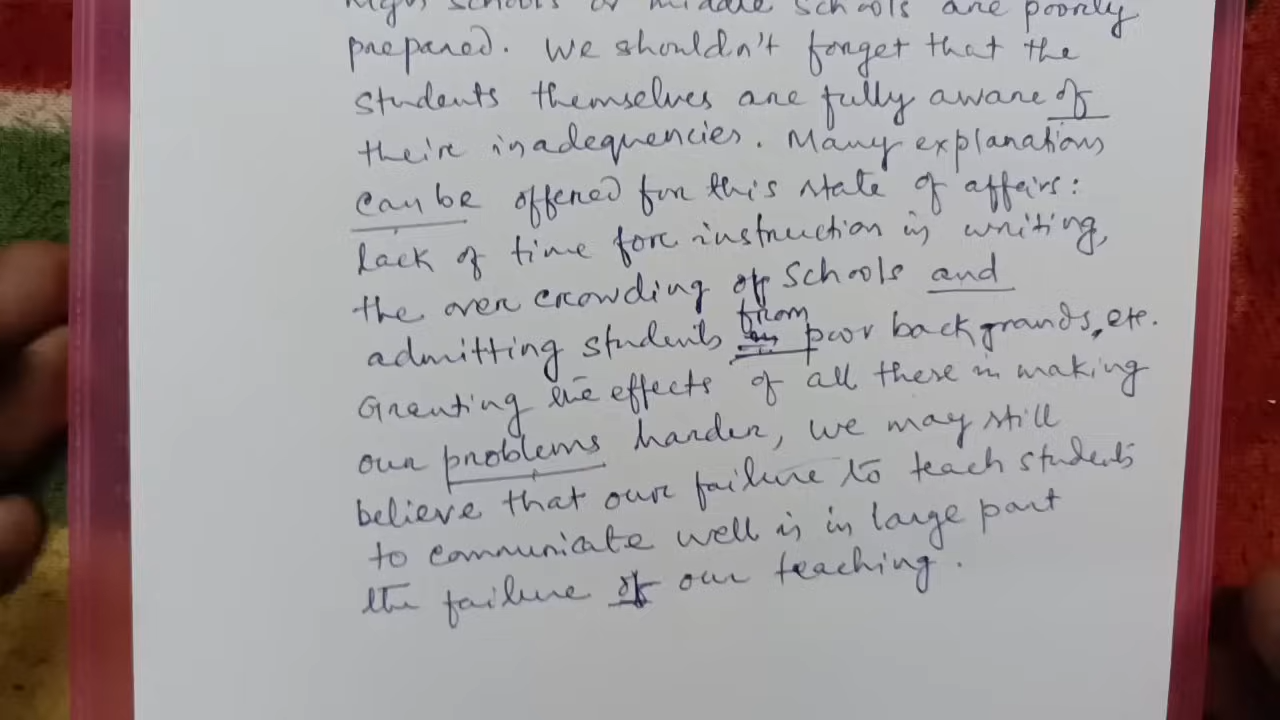 high schools or middle schools are poorly
prepared. We shouldn't forget that the
students themselves are fully aware of
their inadequencies. Many explanations
can be offered for this state of affairs:
lack of time for instruction in writing,
the over crowding of schools and
admitting students from poor backgrands, etc.
Granting the effects of all these in making
our problems harder, we may still
believe that our failure to teach students
to communicate well is in large part
the failure of our teaching.